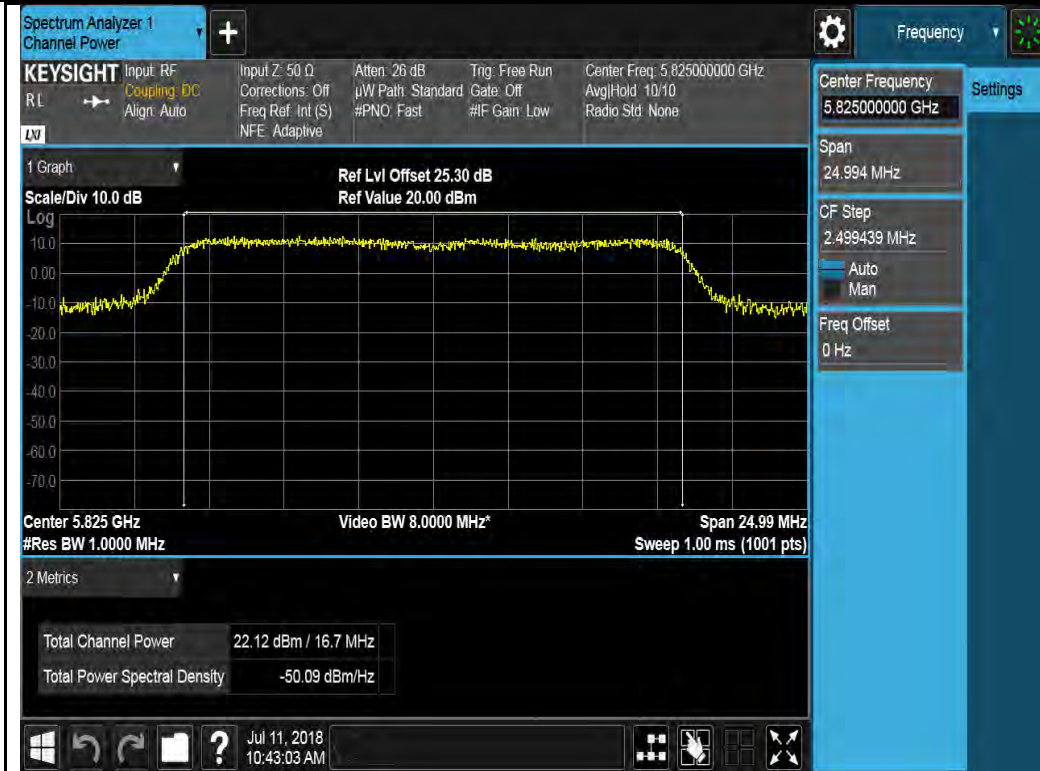 Spectrum Analyzer 1
Channel Power
+
Frequency
KEYSIGHT
RL
LXI
Input: RF
Coupling: DC
Align: Auto
Input Z: 50 Ω
Corrections: Off
Freq Ref: Int (S)
NFE: Adaptive
Atten: 26 dB
µW Path: Standard
#PNO: Fast
Trig: Free Run
Gate: Off
#IF Gain: Low
Center Freq: 5.825000000 GHz
Avg|Hold: 10/10
Radio Std: None
Center Frequency
5.825000000 GHz
Settings
Span
24.994 MHz
CF Step
2.499439 MHz
Auto
Man
Freq Offset
0 Hz
1 Graph
Scale/Div 10.0 dB
Ref Lvl Offset 25.30 dB
Ref Value 20.00 dBm
Log
10.0
0.00
-10.0
-20.0
-30.0
-40.0
-50.0
-60.0
-70.0
Center 5.825 GHz
#Res BW 1.0000 MHz
Video BW 8.0000 MHz*
Span 24.99 MHz
Sweep 1.00 ms (1001 pts)
2 Metrics
Total Channel Power 22.12 dBm / 16.7 MHz
Total Power Spectral Density -50.09 dBm/Hz
?
Jul 11, 2018
10:43:03 AM